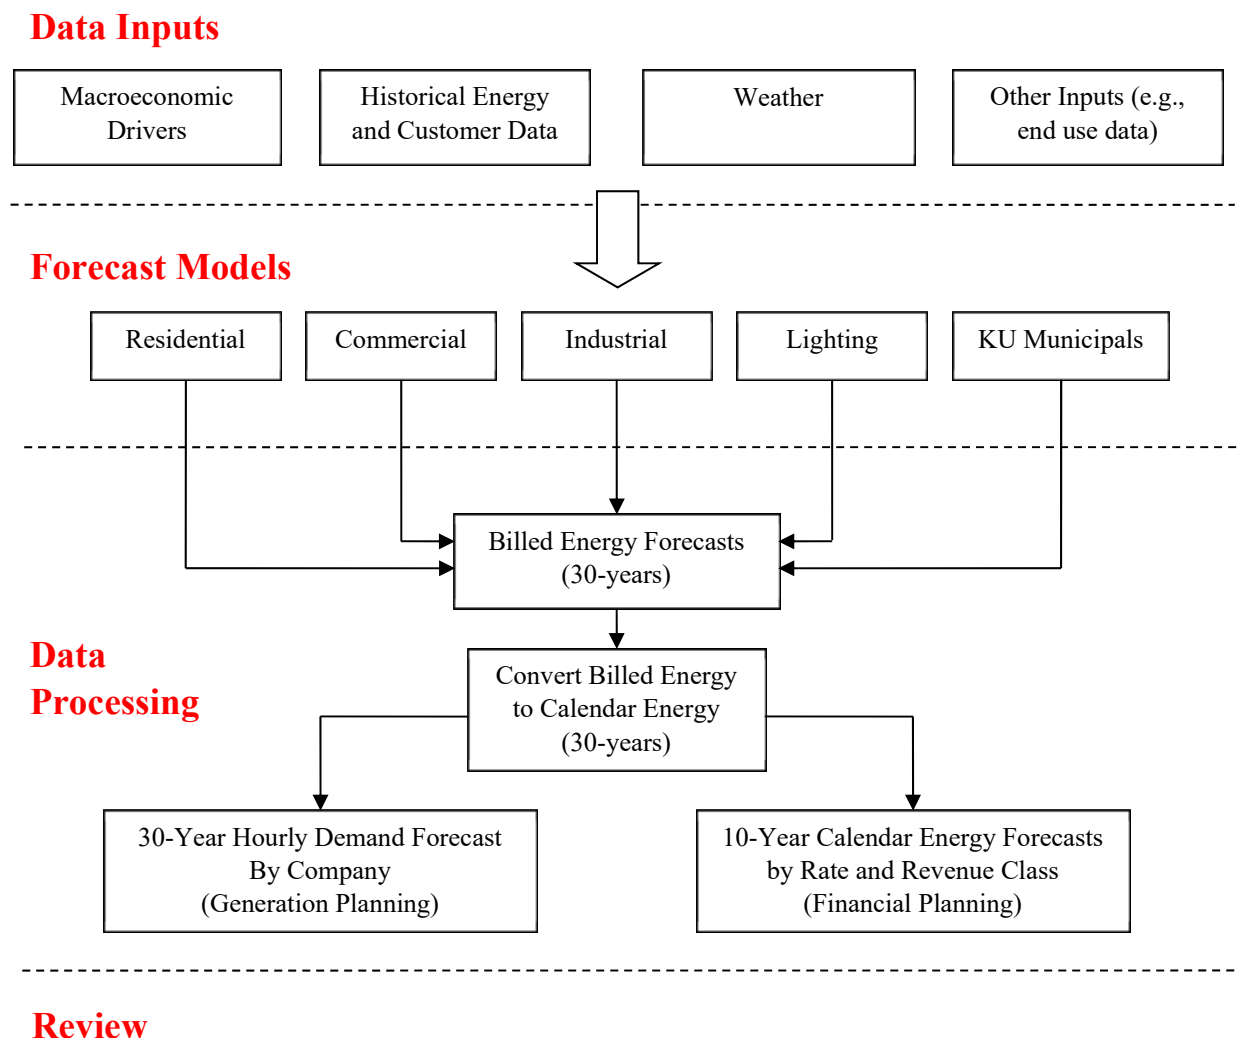 Data Inputs
Macroeconomic
Drivers
Historical Energy
and Customer Data
Weather
Other Inputs (e.g.,
end use data)
Forecast Models
Residential
Commercial
Industrial
Lighting
KU Municipals
Billed Energy Forecasts
(30-years)
Data
Processing
Convert Billed Energy
to Calendar Energy
(30-years)
30-Year Hourly Demand Forecast
By Company
(Generation Planning)
10-Year Calendar Energy Forecasts
by Rate and Revenue Class
(Financial Planning)
Review